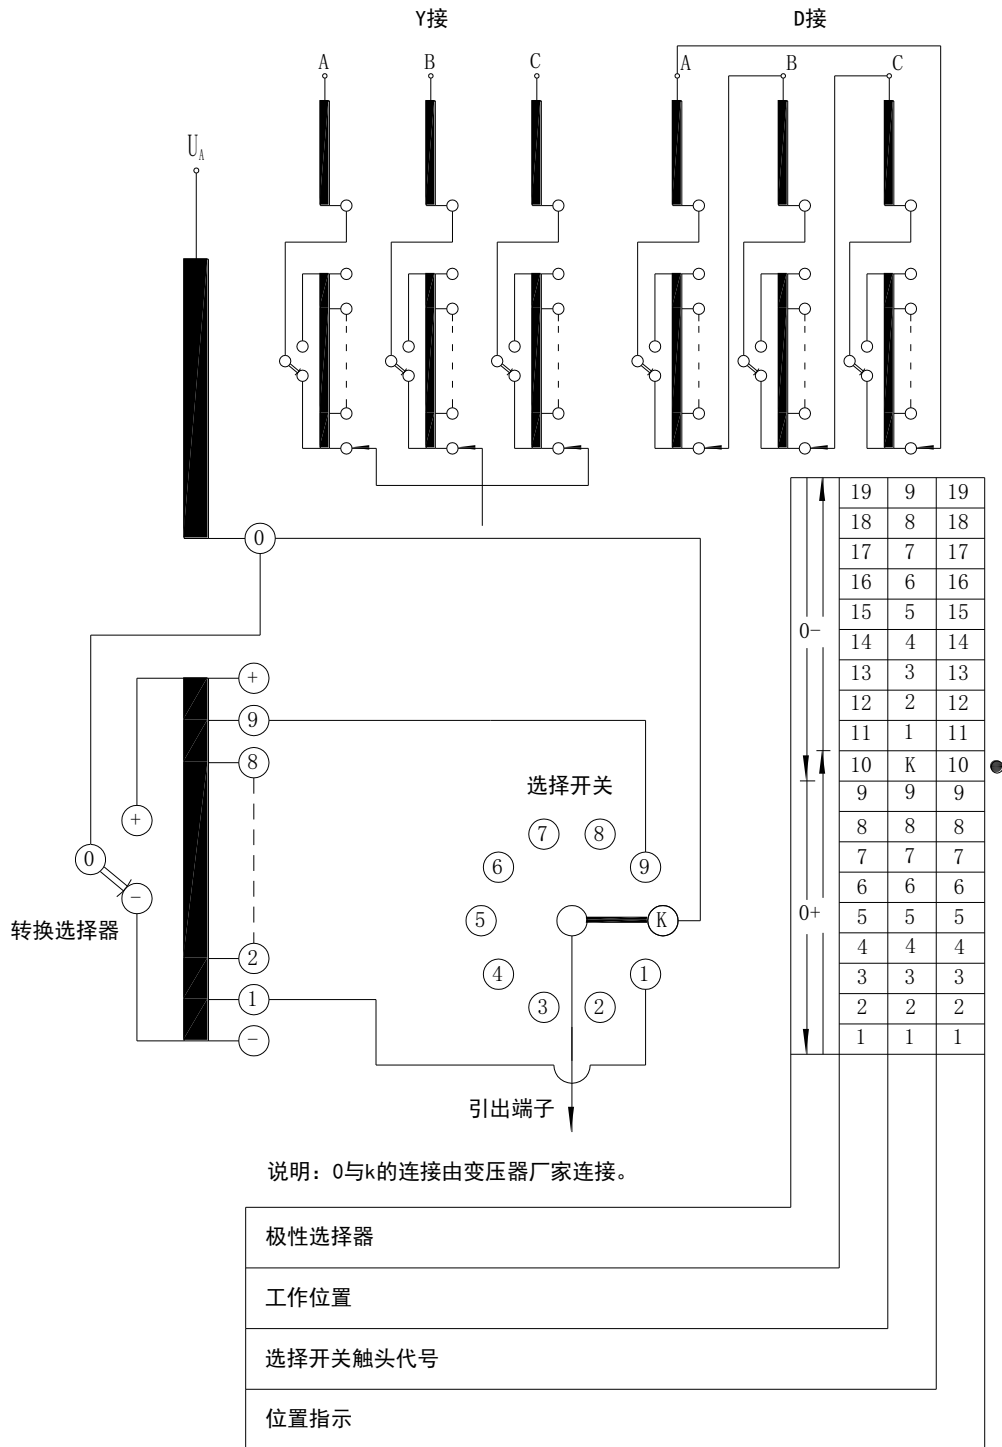 Y接 D接
A B C A B C
U_A
0
+
9
8
选择开关
7 8
6 9
+
0
5 K
-
转换选择器
2
4 1
1
3 2
-
引出端子
19 9 19
18 8 18
17 7 17
16 6 16
15 5 15
0-
14 4 14
13 3 13
12 2 12
11 1 11
10 K 10
9 9 9
8 8 8
7 7 7
6 6 6
0+
5 5 5
4 4 4
3 3 3
2 2 2
1 1 1
说明：0与k的连接由变压器厂家连接。
极性选择器
工作位置
选择开关触头代号
位置指示